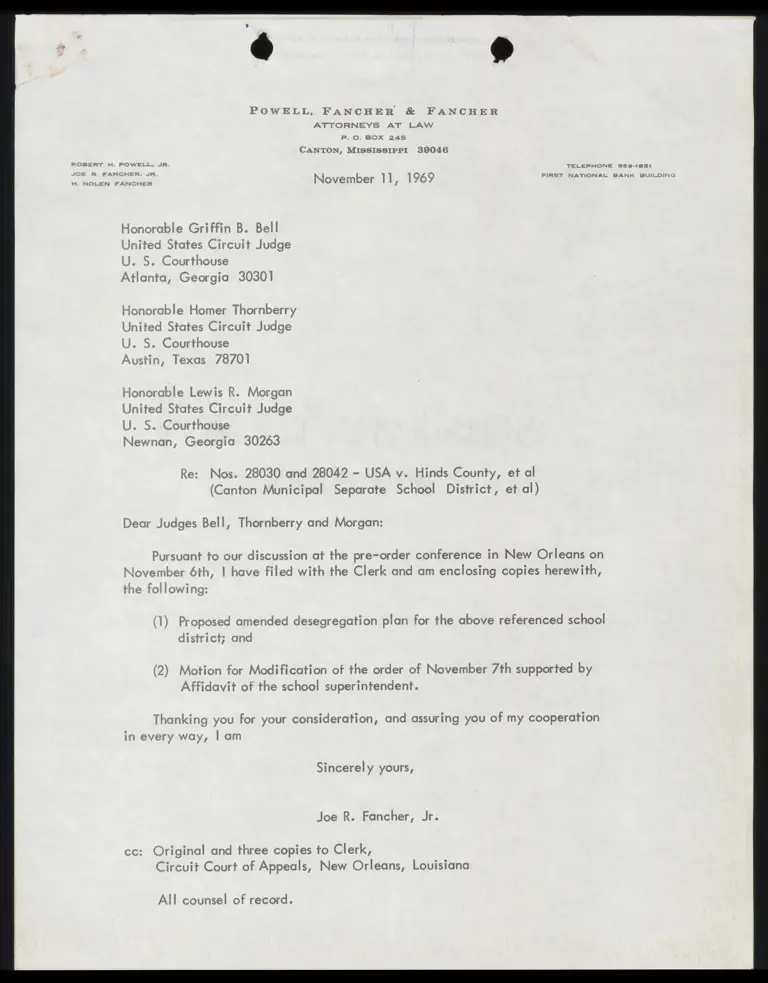 POWELL, FANCHER & FANCHER
ATTORNEYS AT LAW
P. O. BOX 245
CANTON, MISSISSIPPI 39046
ROBERT H. POWELL, JR.
JOE R. FANCHER, JR.
H. NOLEN FANCHER
TELEPHONE 859-1851
FIRST NATIONAL BANK BUILDING
November 11, 1969
Honorable Griffin B. Bell
United States Circuit Judge
U. S. Courthouse
Atlanta, Georgia 30301
Honorable Homer Thornberry
United States Circuit Judge
U. S. Courthouse
Austin, Texas 78701
Honorable Lewis R. Morgan
United States Circuit Judge
U. S. Courthouse
Newnan, Georgia 30263
Re: Nos. 28030 and 28042 - USA v. Hinds County, et al
(Canton Municipal Separate School District, et al)
Dear Judges Bell, Thornberry and Morgan:
Pursuant to our discussion at the pre-order conference in New Orleans on
November 6th, I have filed with the Clerk and am enclosing copies herewith,
the following:
(1) Proposed amended desegregation plan for the above referenced school
district; and
(2) Motion for Modification of the order of November 7th supported by
Affidavit of the school superintendent.
Thanking you for your consideration, and assuring you of my cooperation
in every way, I am
Sincerely yours,
Joe R. Fancher, Jr.
cc: Original and three copies to Clerk,
Circuit Court of Appeals, New Orleans, Louisiana
All counsel of record.